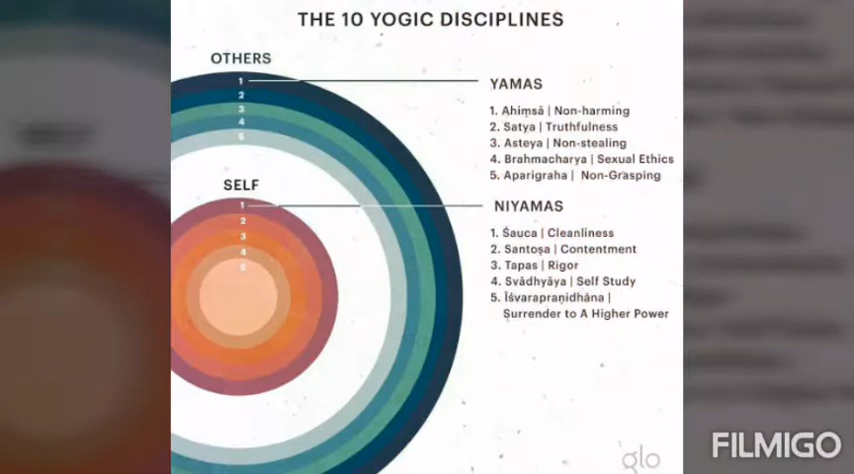 THE 10 YOGIC DISCIPLINES
OTHERS
1
2
3
4
5
YAMAS
1. Ahiṃsā | Non-harming
2. Satya | Truthfulness
3. Asteya | Non-stealing
4. Brahmacharya | Sexual Ethics
5. Aparigraha | Non-Grasping
SELF
1
2
3
4
5
NIYAMAS
1. Śauca | Cleanliness
2. Santoṣa | Contentment
3. Tapas | Rigor
4. Svādhyāya | Self Study
5. Īśvarapraṇidhāna |
Surrender to A Higher Power
glo
FILMIGO